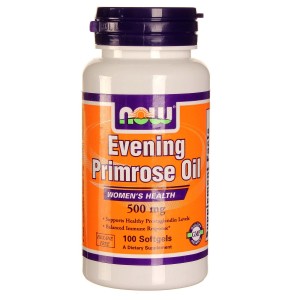 NOW
Evening
Primrose Oil
WOMEN'S HEALTH
500 mg
• Supports Healthy Prostaglandin Levels
• Enhanced Immune Response*
100 Softgels
A Dietary Supplement